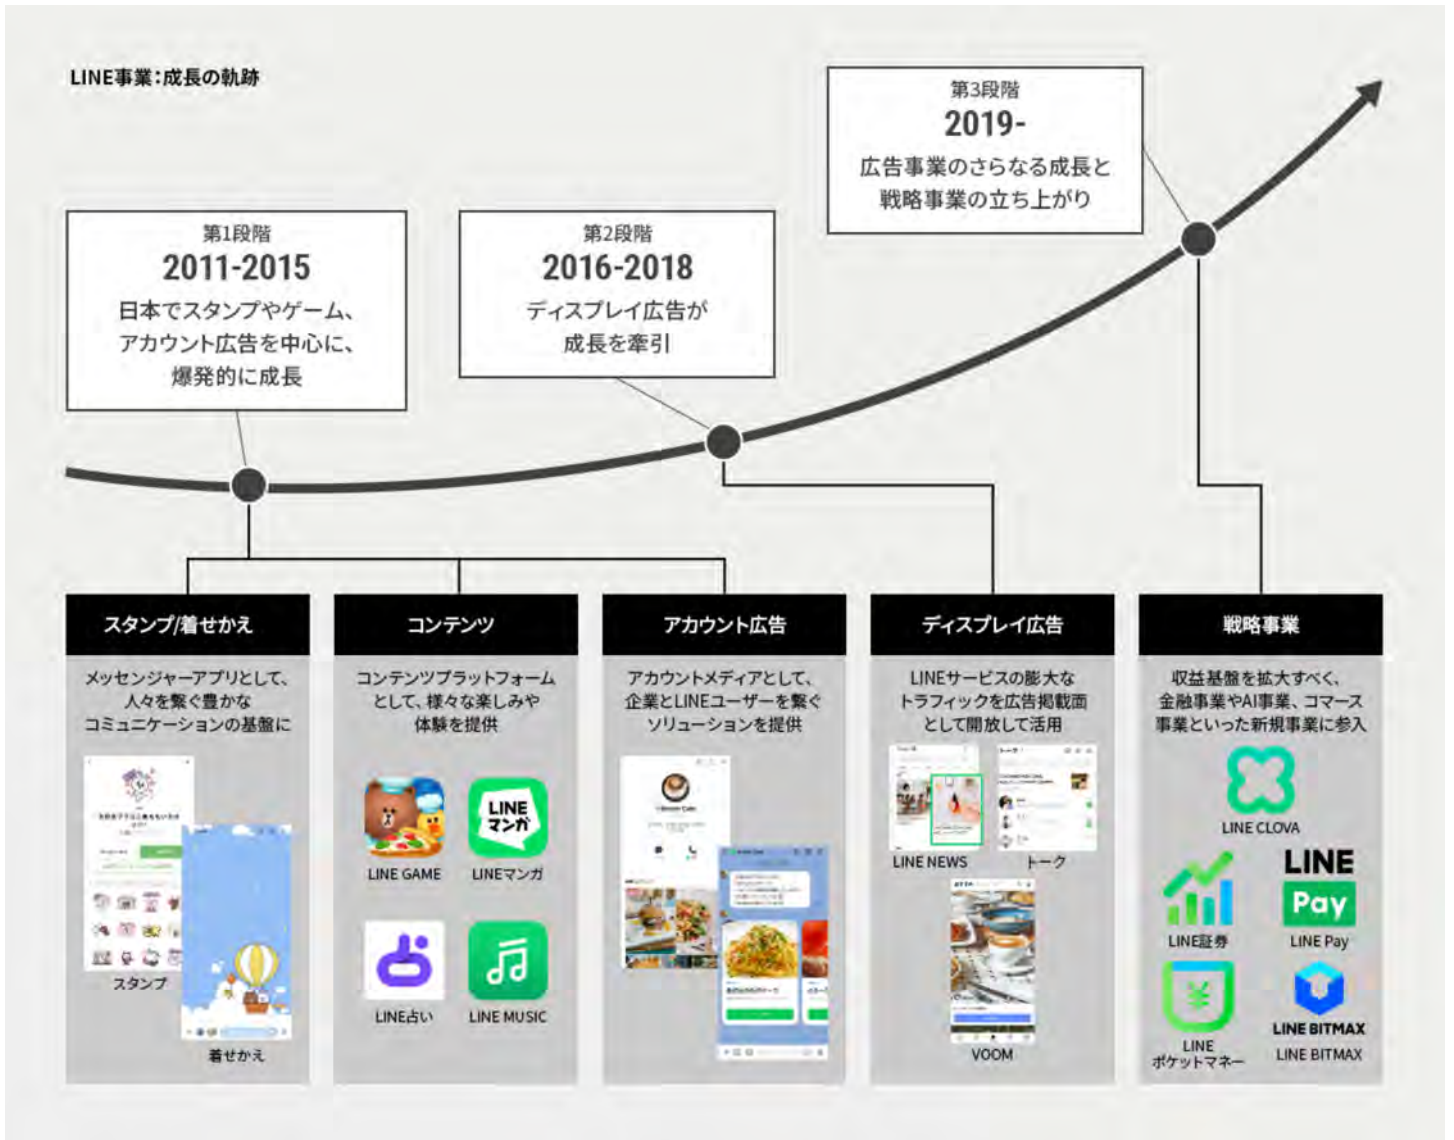 LINE事業:成長の軌跡
第1段階
2011-2015
日本でスタンプやゲーム、
アカウント広告を中心に、
爆発的に成長
第2段階
2016-2018
ディスプレイ広告が
成長を牽引
第3段階
2019-
広告事業のさらなる成長と
戦略事業の立ち上がり
スタンプ/着せかえ
メッセンジャーアプリとして、
人々を繋ぐ豊かな
コミュニケーションの基盤に
スタンプ
着せかえ
コンテンツ
コンテンツプラットフォーム
として、様々な楽しみや
体験を提供
LINE GAME
LINE
マンガ
LINEマンガ
LINE占い
LINE MUSIC
アカウント広告
アカウントメディアとして、
企業とLINEユーザーを繋ぐ
ソリューションを提供
ディスプレイ広告
LINEサービスの膨大な
トラフィックを広告掲載面
として開放して活用
LINE NEWS
トーク
VOOM
戦略事業
収益基盤を拡大すべく、
金融事業やAI事業、コマース
事業といった新規事業に参入
LINE CLOVA
LINE証券
LINE
Pay
LINE Pay
LINE
ポケットマネー
LINE BITMAX
LINE BITMAX